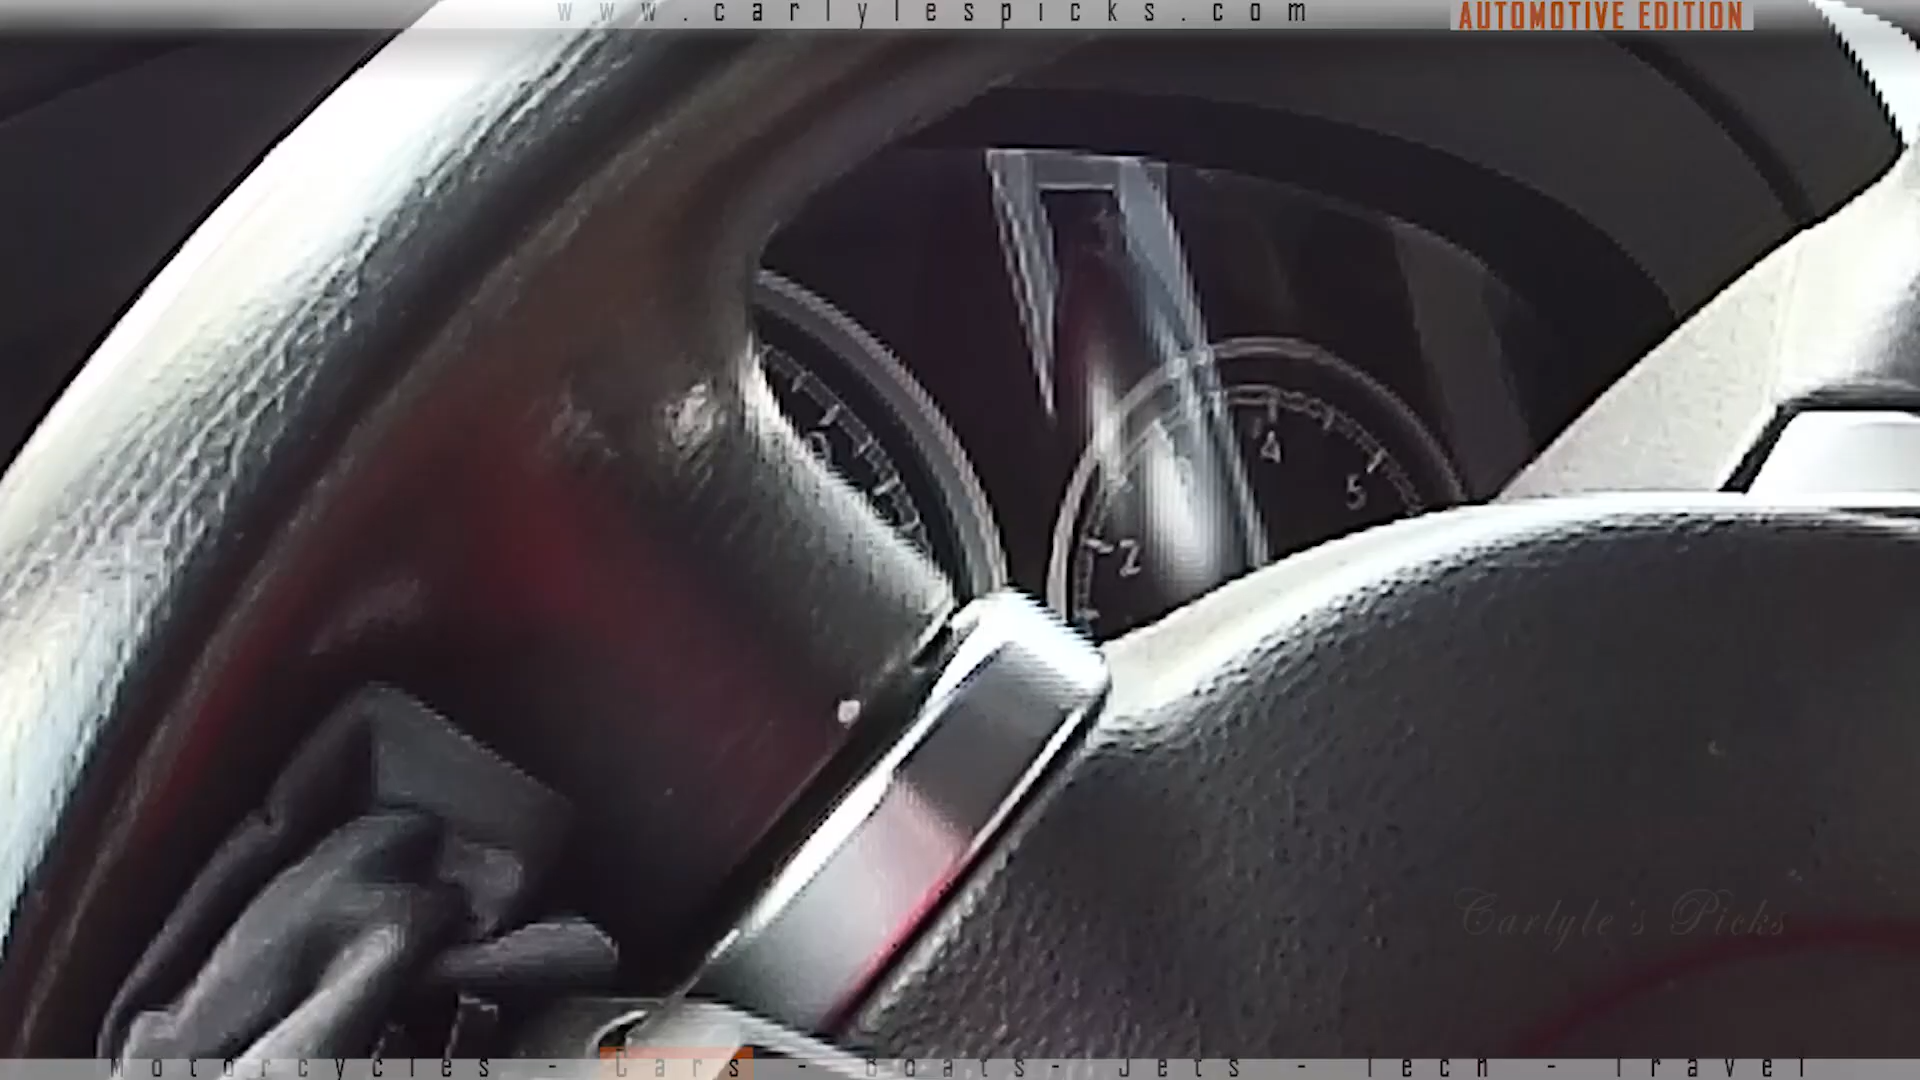 www.carlylespicks.com
AUTOMOTIVE EDITION
4
5
2
Carlyle's Picks
Motorcycles - Cars - Boats - Jets - Tech - Travel